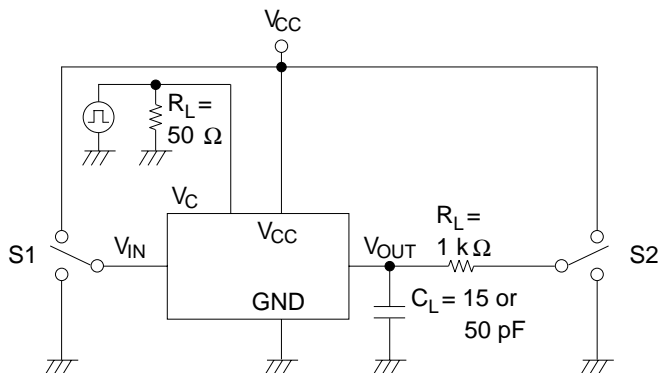 VCC
RL =
50 Ω
VC
VCC
RL =
1 kΩ
S1
VIN
VOUT
S2
GND
CL = 15 or
50 pF